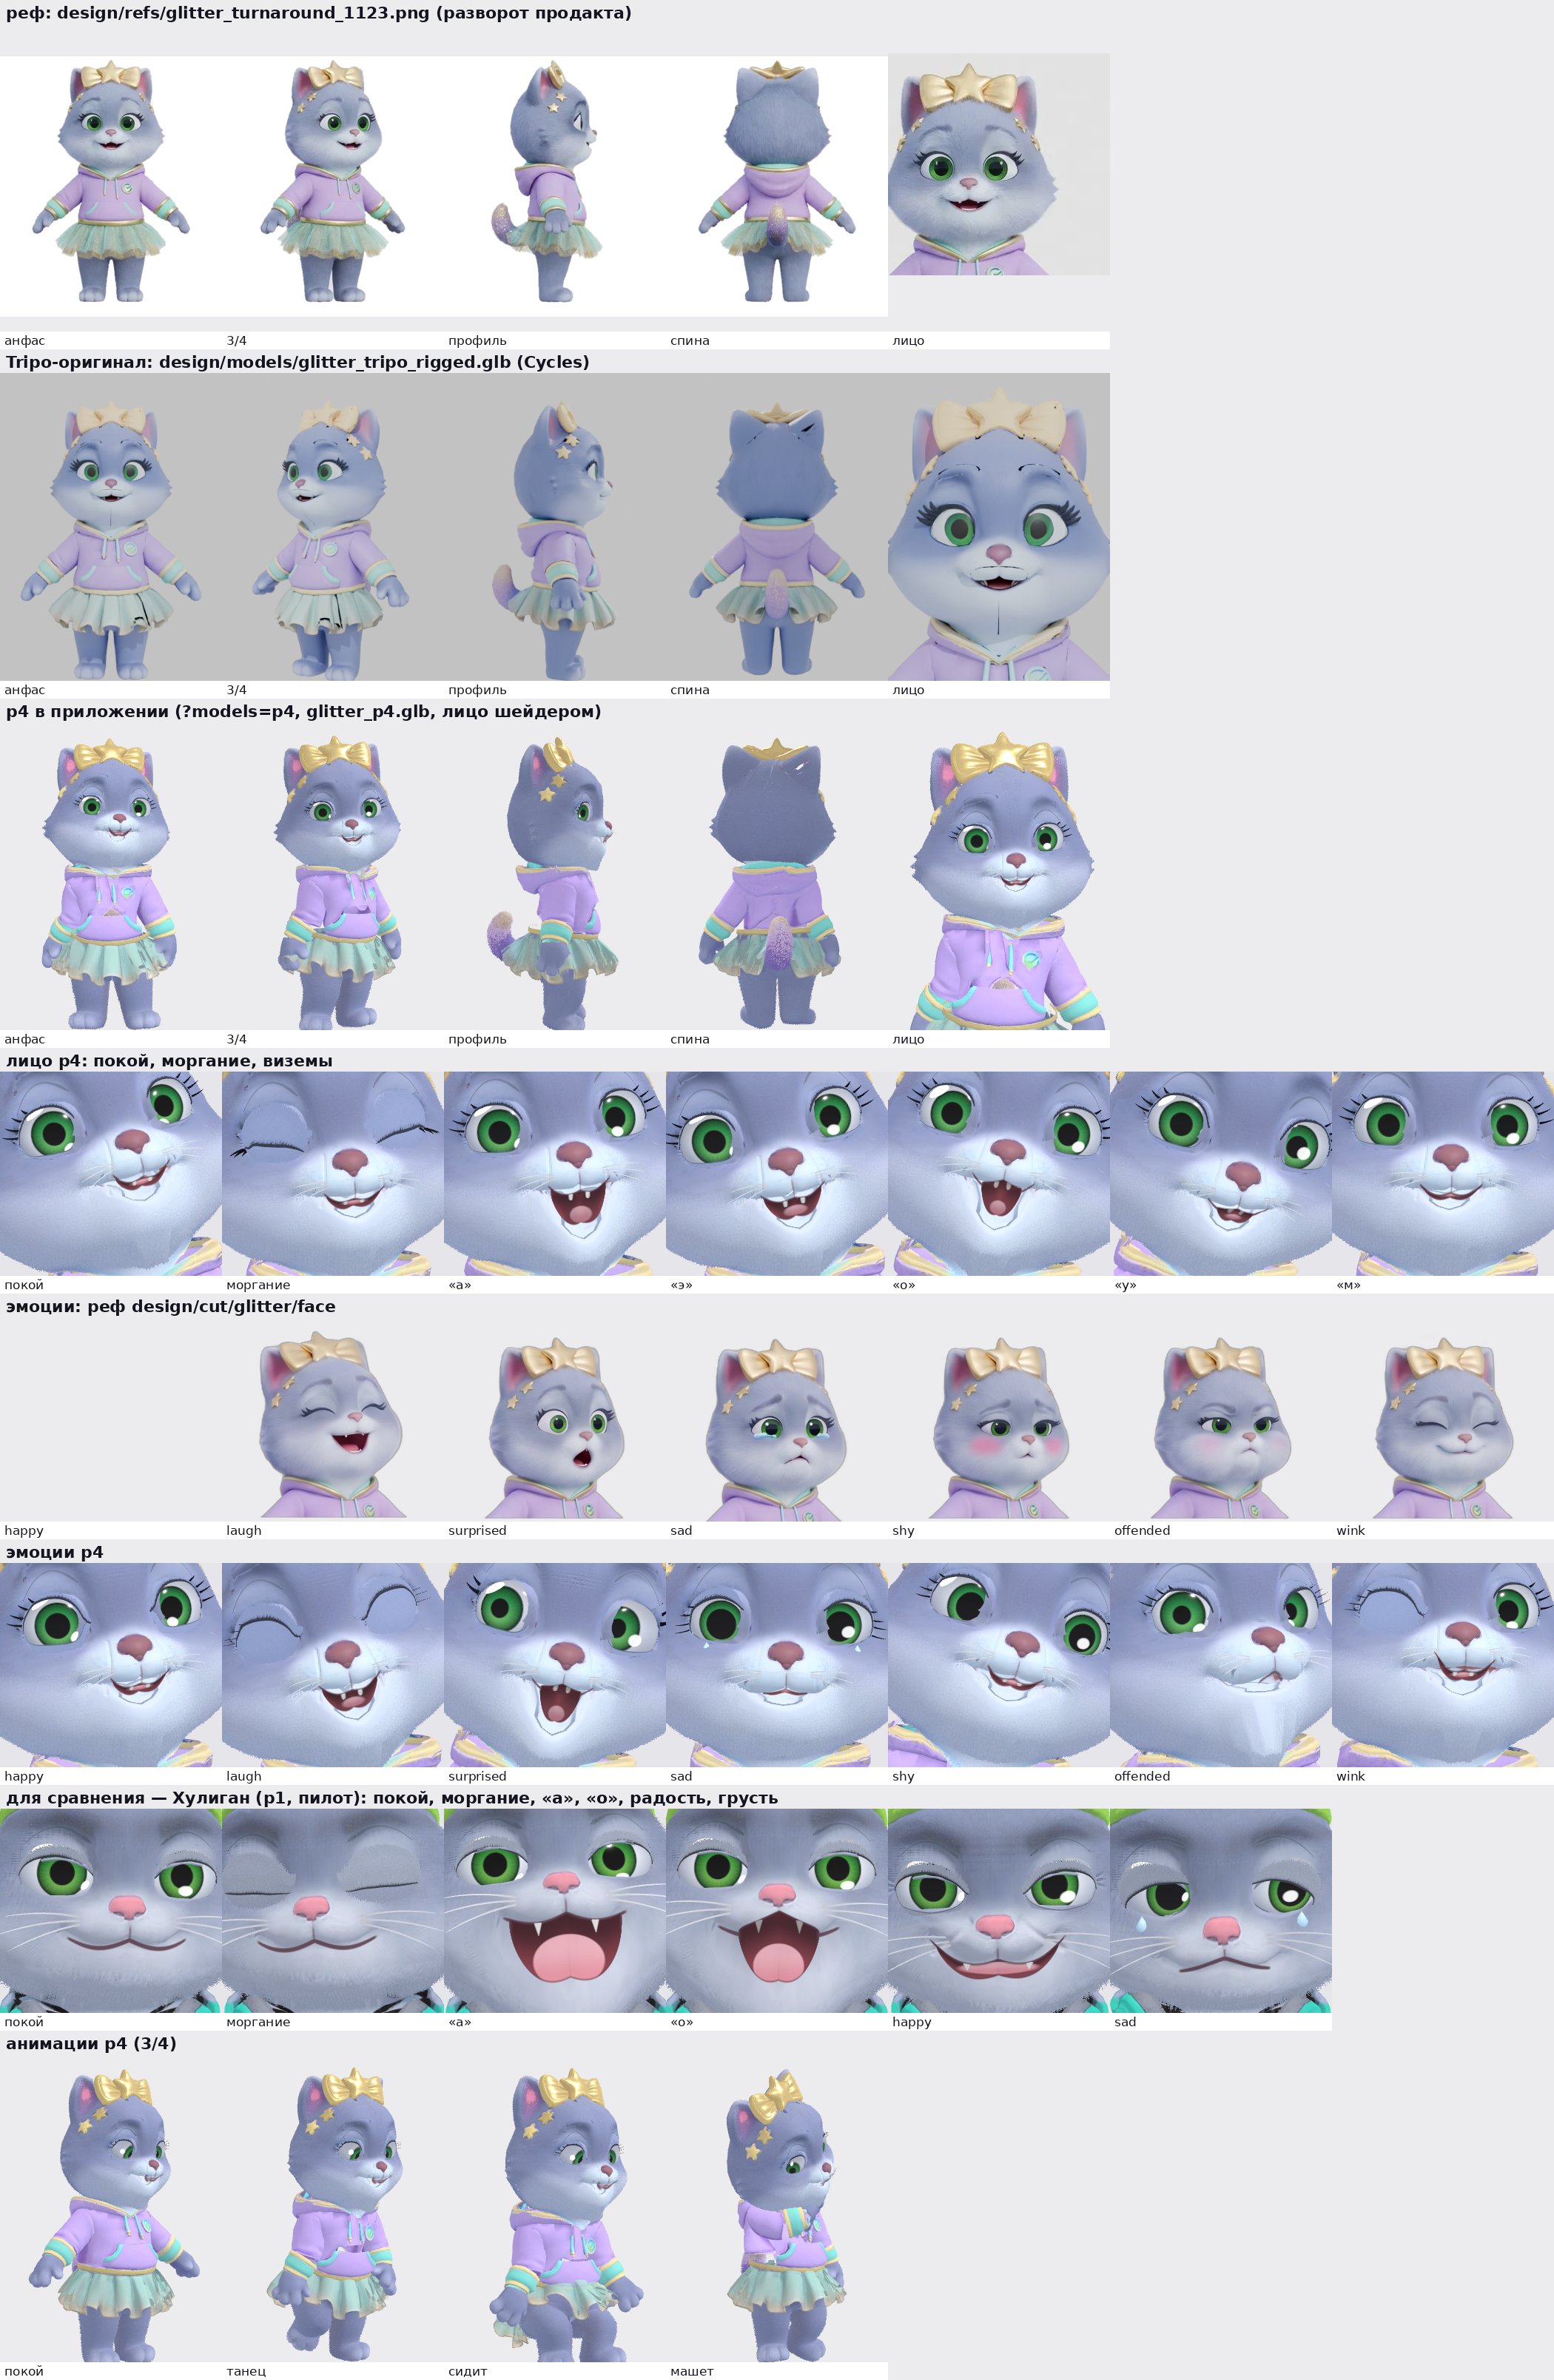 реф: design/refs/glitter_turnaround_1123.png (разворот продакта)
анфас 3/4 профиль спина лицо
Tripo-оригинал: design/models/glitter_tripo_rigged.glb (Cycles)
анфас 3/4 профиль спина лицо
p4 в приложении (?models=p4, glitter_p4.glb, лицо шейдером)
анфас 3/4 профиль спина лицо
лицо p4: покой, моргание, виземы
покой моргание «а» «э» «о» «у» «м»
эмоции: реф design/cut/glitter/face
happy laugh surprised sad shy offended wink
эмоции p4
happy laugh surprised sad shy offended wink
для сравнения — Хулиган (p1, пилот): покой, моргание, «а», «о», радость, грусть
покой моргание «а» «о» happy sad
анимации p4 (3/4)
покой танец сидит машет